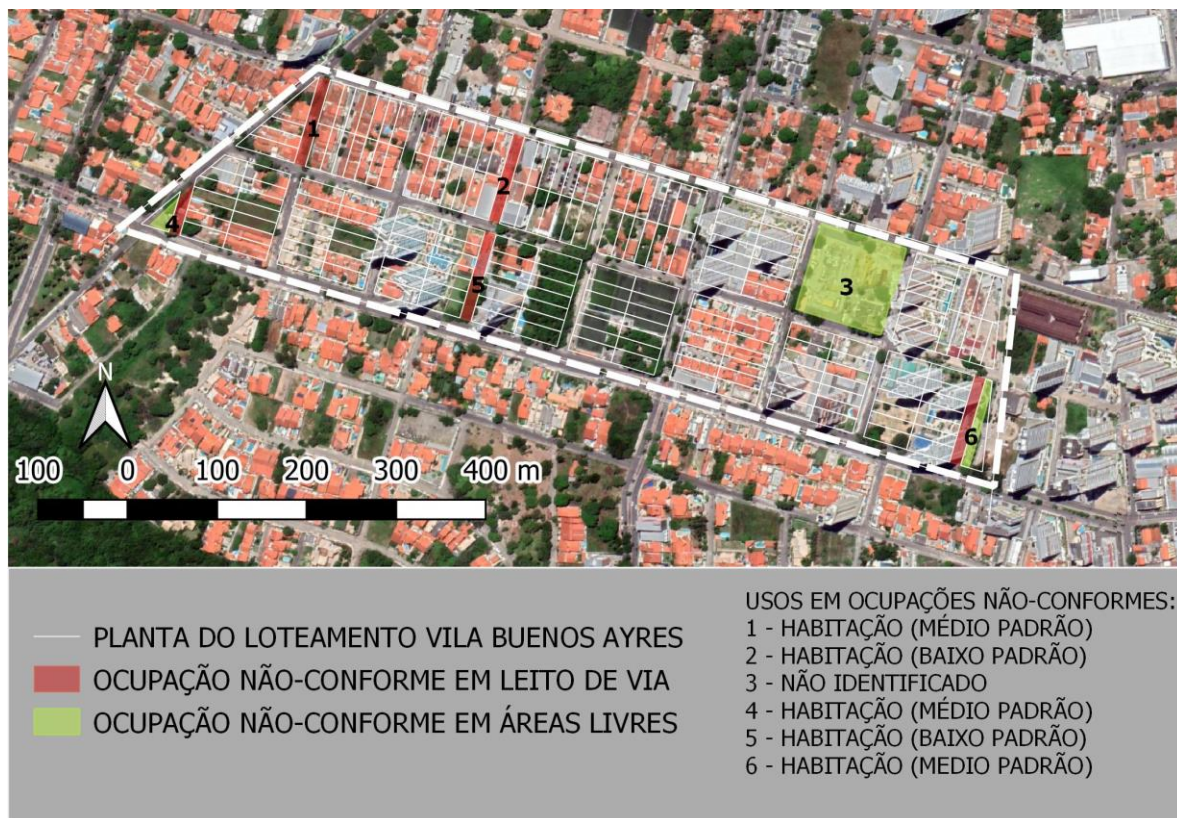 1
2
4
5
3
6
N
100 0 100 200 300 400 m
PLANTA DO LOTEAMENTO VILA BUENOS AYRES
OCUPAÇÃO NÃO-CONFORME EM LEITO DE VIA
OCUPAÇÃO NÃO-CONFORME EM ÁREAS LIVRES
USOS EM OCUPAÇÕES NÃO-CONFORMES:
1 - HABITAÇÃO (MÉDIO PADRÃO)
2 - HABITAÇÃO (BAIXO PADRÃO)
3 - NÃO IDENTIFICADO
4 - HABITAÇÃO (MÉDIO PADRÃO)
5 - HABITAÇÃO (BAIXO PADRÃO)
6 - HABITAÇÃO (MEDIO PADRÃO)